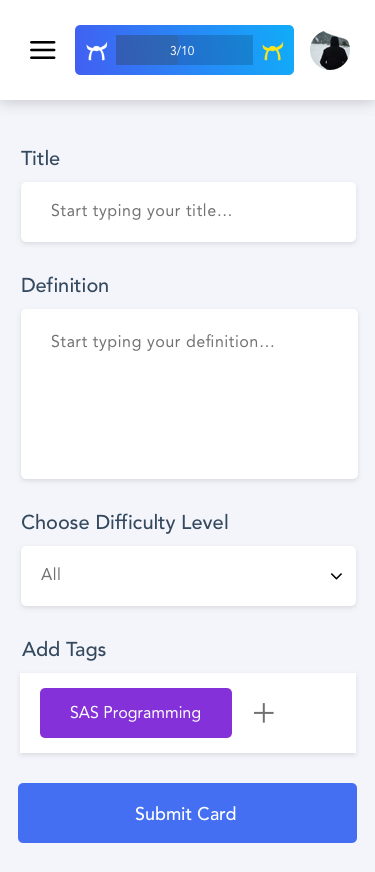 3/10
Title
Start typing your title...
Definition
Start typing your definition...
Choose Difficulty Level
All
Add Tags
SAS Programming
Submit Card